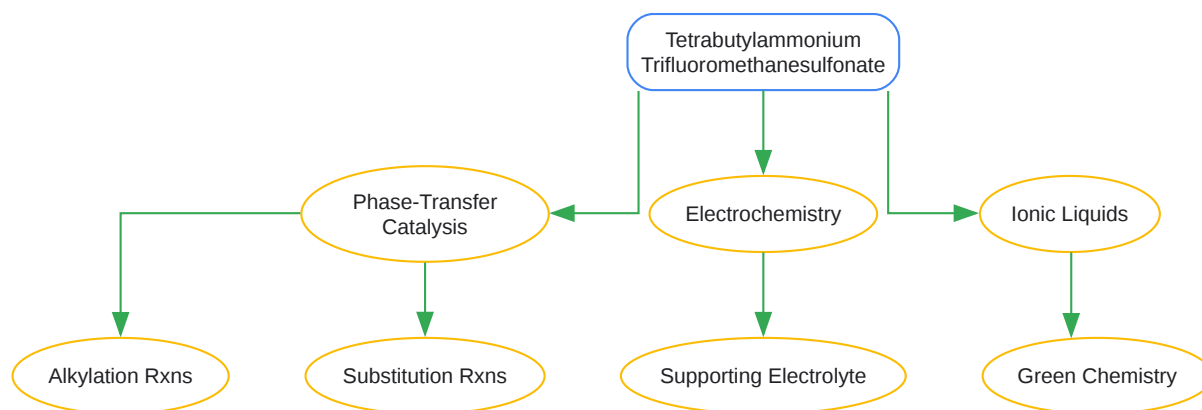 Tetrabutylammonium
Trifluoromethanesulfonate
Phase-Transfer
Catalysis
Electrochemistry
Ionic Liquids
Alkylation Rxns
Substitution Rxns
Supporting Electrolyte
Green Chemistry